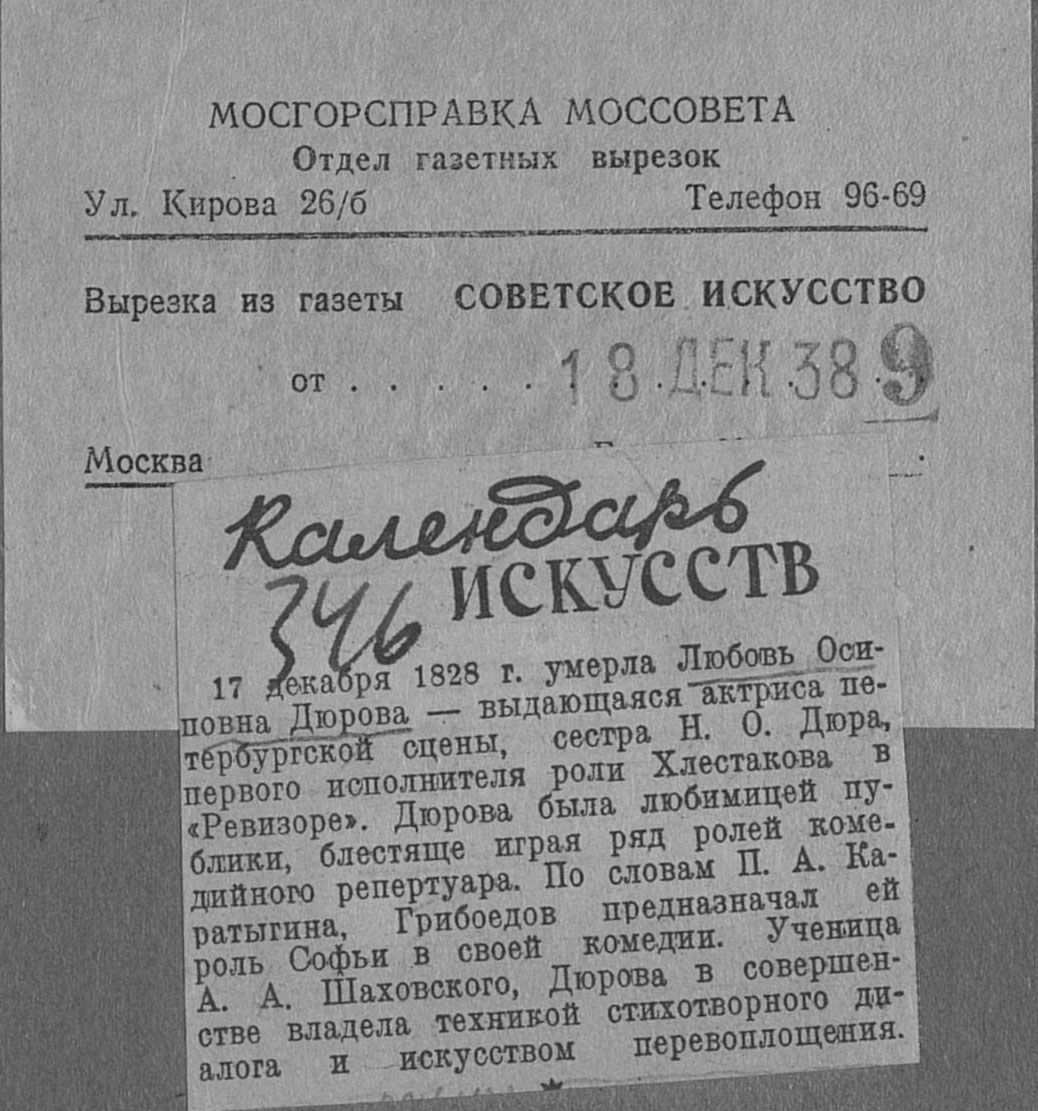 МОСГОРСПРАВКА МОССОВЕТА
Отдел газетных вырезок
Ул. Кирова 26/б Телефон 96-69
Вырезка из газеты СОВЕТСКОЕ ИСКУССТВО
от . . . . . 18 ДЕК 38 9
Москва
Календарь
346 ИСКУССТВ
17 декабря 1828 г. умерла Любовь Оси-
повна Дюрова — выдающаяся актриса пе-
тербургской сцены, сестра Н. О. Дюра,
первого исполнителя роли Хлестакова в
«Ревизоре». Дюрова была любимицей пу-
блики, блестяще играя ряд ролей коме-
дийного репертуара. По словам П. А. Ка-
ратыгина, Грибоедов предназначал ей
роль Софьи в своей комедии. Ученица
А. А. Шаховского, Дюрова в совершен-
стве владела техникой стихотворного ди-
алога и искусством перевоплощения.